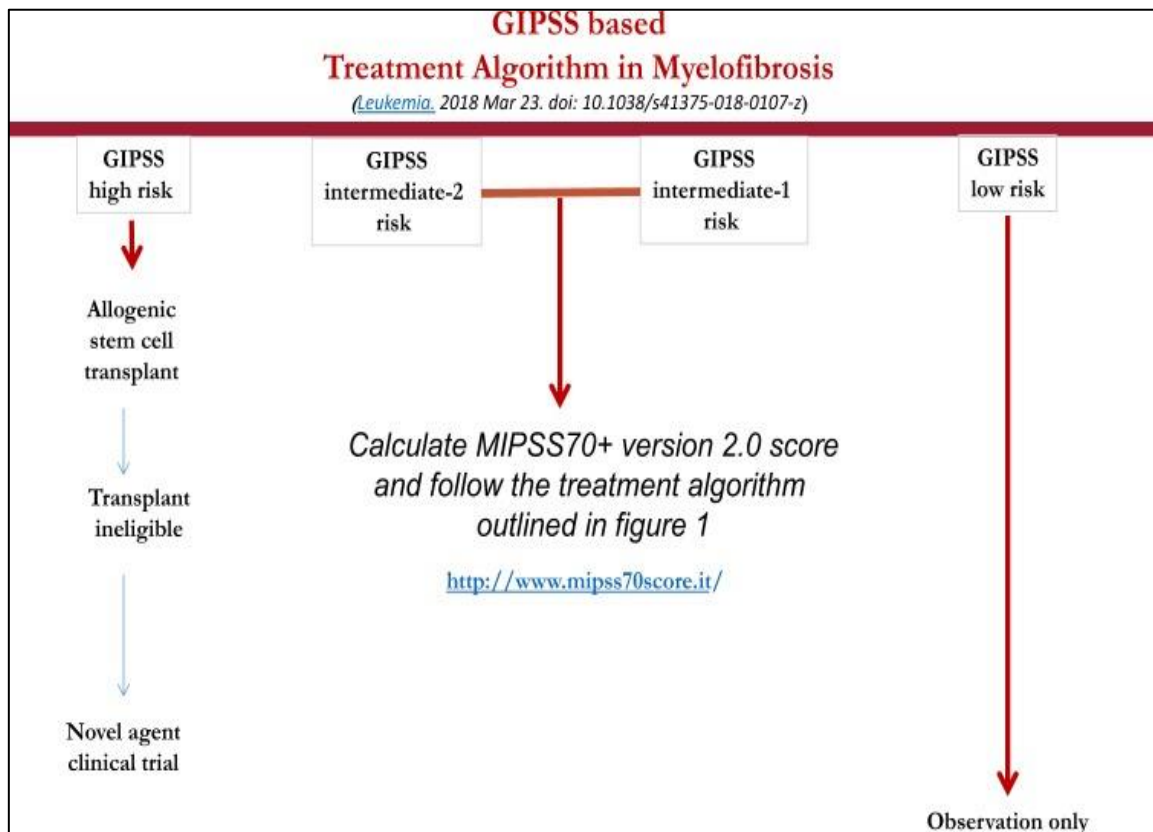 GIPSS based
Treatment Algorithm in Myelofibrosis
(Leukemia. 2018 Mar 23. doi: 10.1038/s41375-018-0107-z)
GIPSS
high risk
GIPSS
intermediate-2
risk
GIPSS
intermediate-1
risk
GIPSS
low risk
Allogenic
stem cell
transplant
Transplant
ineligible
Novel agent
clinical trial
Calculate MIPSS70+ version 2.0 score
and follow the treatment algorithm
outlined in figure 1
http://www.mipss70score.it/
Observation only